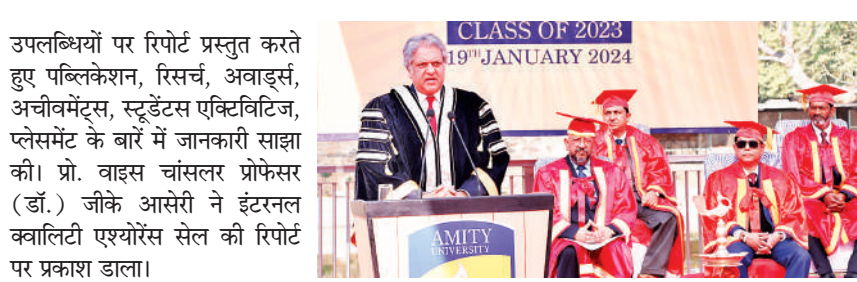 उपलब्धियों पर रिपोर्ट प्रस्तुत करते
हुए पब्लिकेशन, रिसर्च, अवार्ड्स,
अचीवमेंट्स, स्टूडेंटस एक्टिविटिज,
प्लेसमेंट के बारें में जानकारी साझा
की। प्रो. वाइस चांसलर प्रोफेसर
(डॉ.) जीके आसेरी ने इंटरनल
क्वालिटी एश्योरेंस सेल की रिपोर्ट
पर प्रकाश डाला।
CLASS OF 2023
19TH JANUARY 2024
AMITY
UNIVERSITY